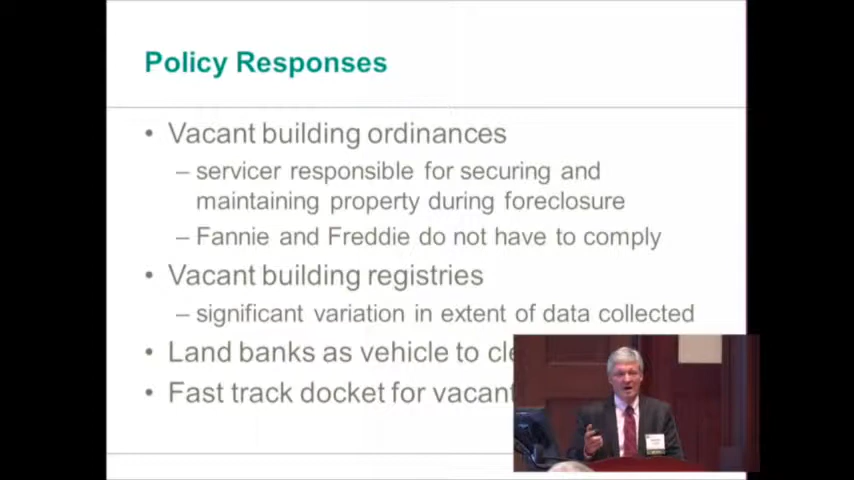 Policy Responses
• Vacant building ordinances
– servicer responsible for securing and
maintaining property during foreclosure
– Fannie and Freddie do not have to comply
• Vacant building registries
– significant variation in extent of data collected
• Land banks as vehicle to
• Fast track docket for vacant